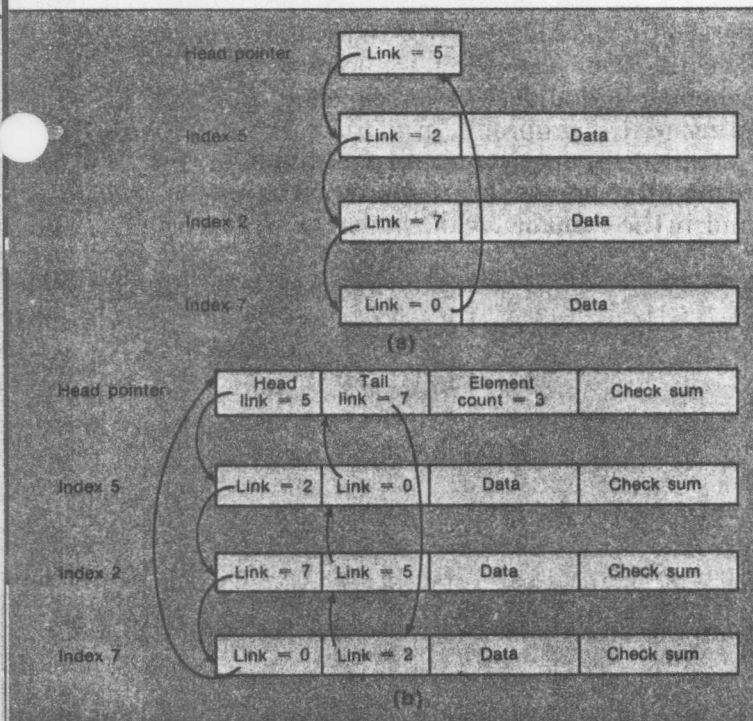 Head pointer Link = 5
Index 5 Link = 2 Data
Index 2 Link = 7 Data
Index 7 Link = 0 Data
(a)
Head pointer Head link = 5 Tail link = 7 Element count = 3 Check sum
Index 5 Link = 2 Link = 0 Data Check sum
Index 2 Link = 7 Link = 5 Data Check sum
Index 7 Link = 0 Link = 2 Data Check sum
(b)